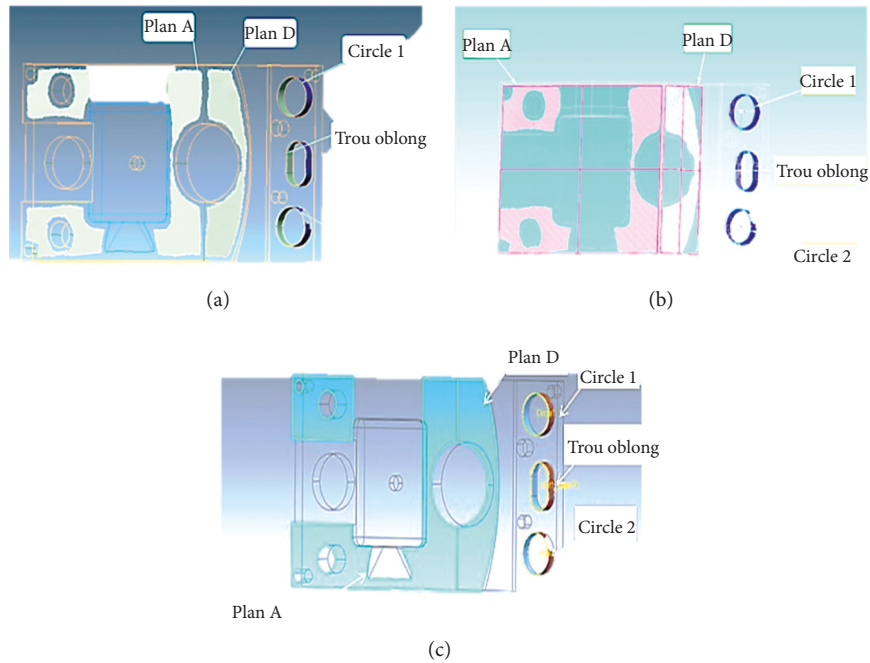 Plan A
Plan D
Circle 1
Trou oblong
(a)
Plan A
Plan D
Circle 1
Trou oblong
Circle 2
(b)
Plan D
Circle 1
Trou oblong
Circle 2
Plan A
(c)